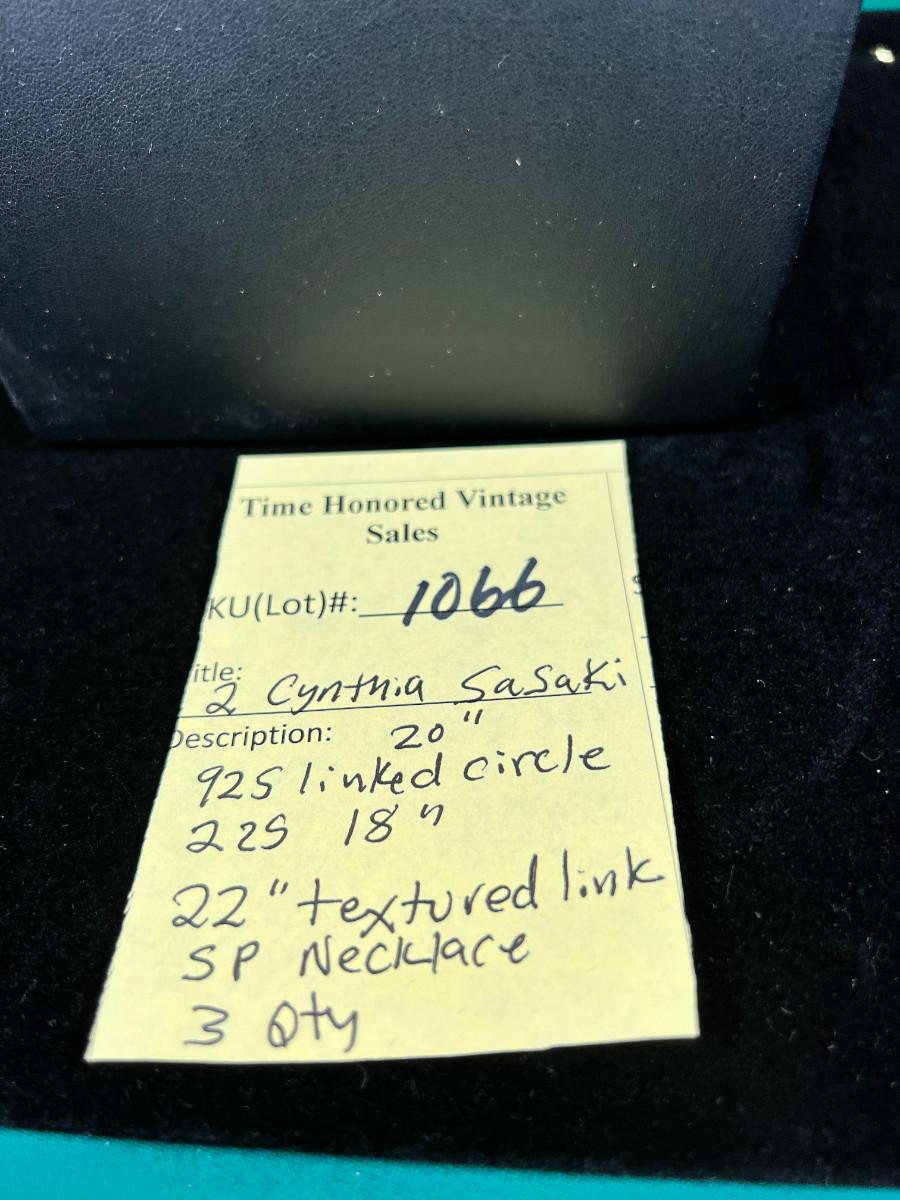 Time Honored Vintage
Sales
KU(Lot)#: 1066
itle:
2 Cynthia Sasaki
Description: 20"
925 linked circle
225 18"
22" textured link
SP Necklace
3 Qty